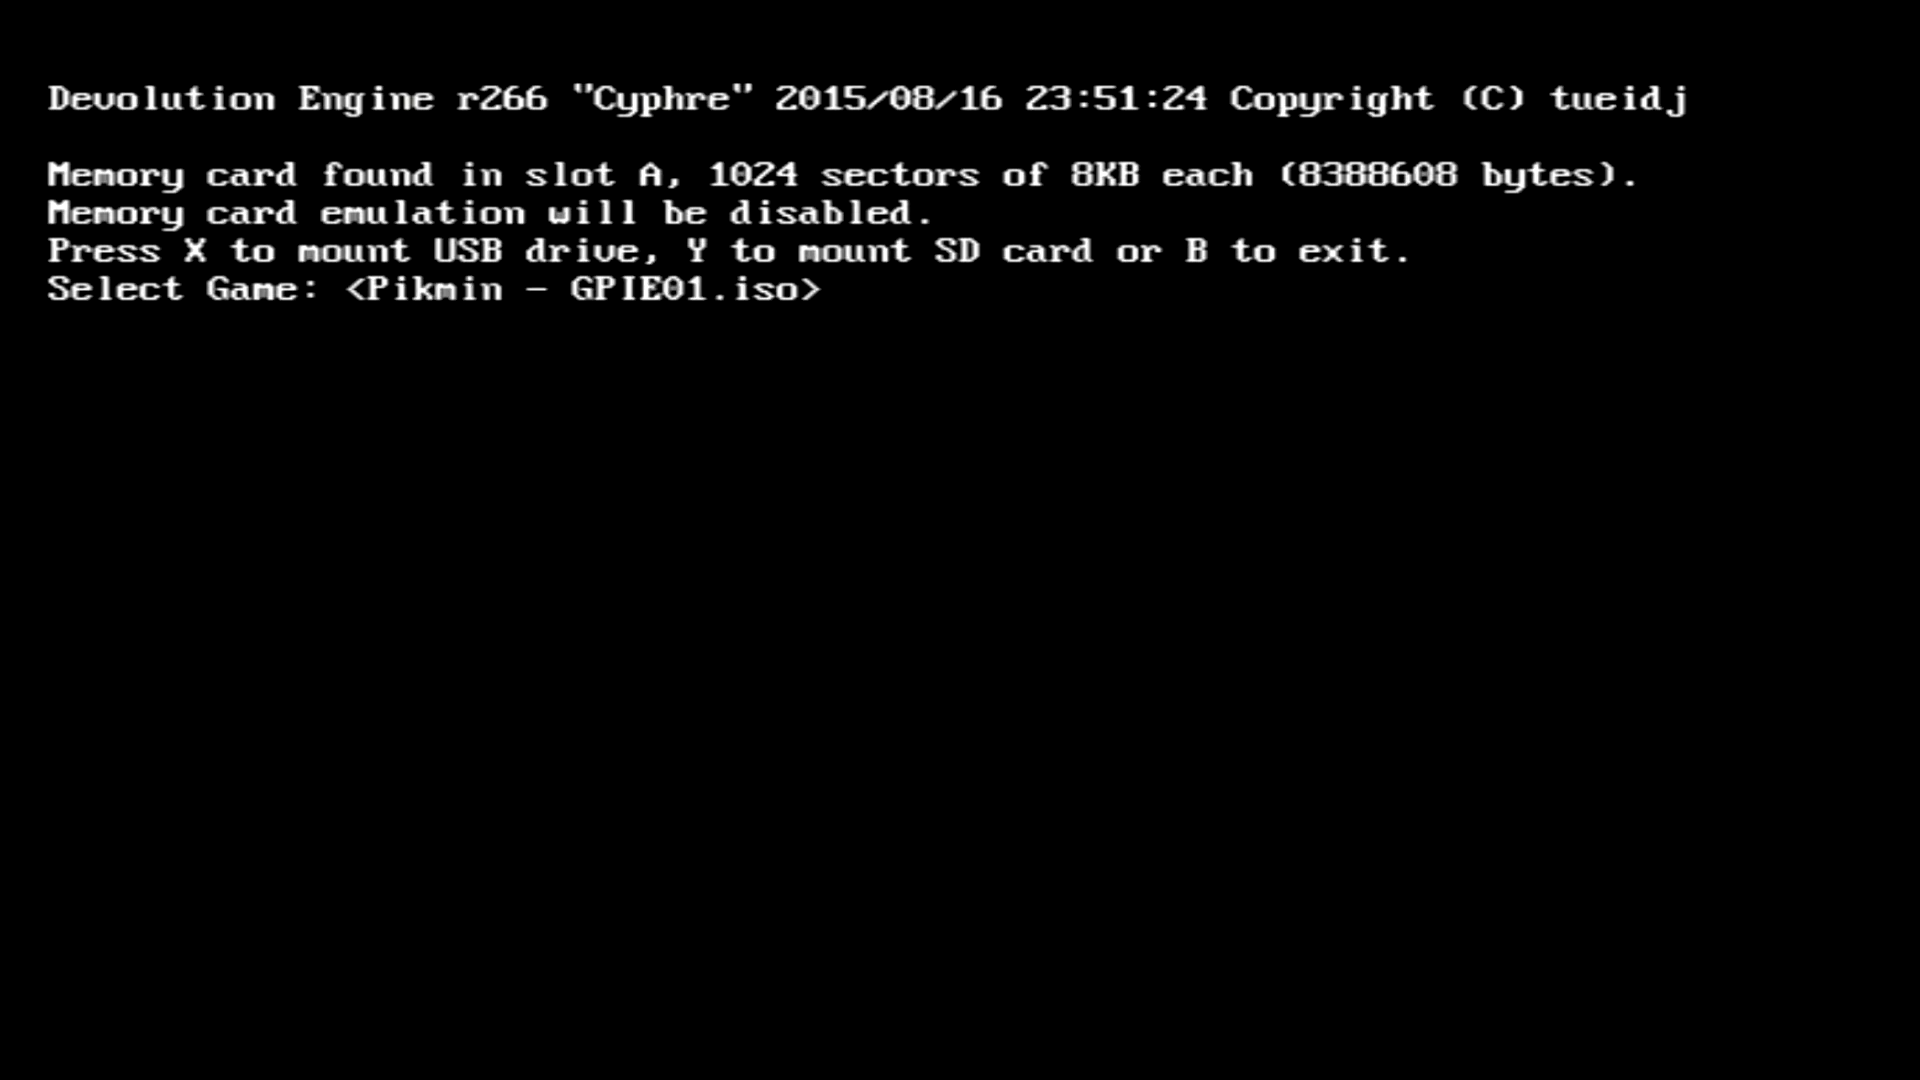 Devolution Engine r266 "Cyphre" 2015/08/16 23:51:24 Copyright (C) tueidj
Memory card found in slot A, 1024 sectors of 8KB each (8388608 bytes).
Memory card emulation will be disabled.
Press X to mount USB drive, Y to mount SD card or B to exit.
Select Game: <Pikmin - GPIE01.iso>